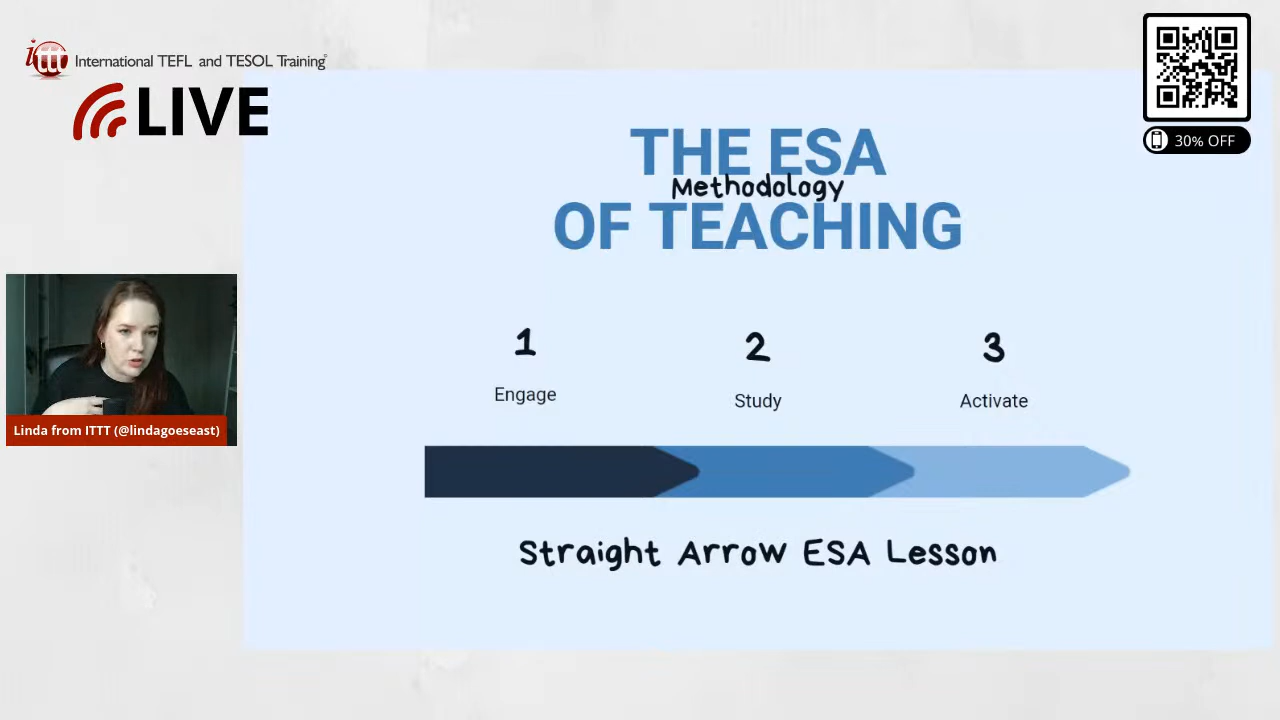 ittt International TEFL and TESOL Training
LIVE
30% OFF
THE ESA
Methodology
OF TEACHING
1
Engage
2
Study
3
Activate
Straight Arrow ESA Lesson
Linda from ITTT (@lindagoeseast)